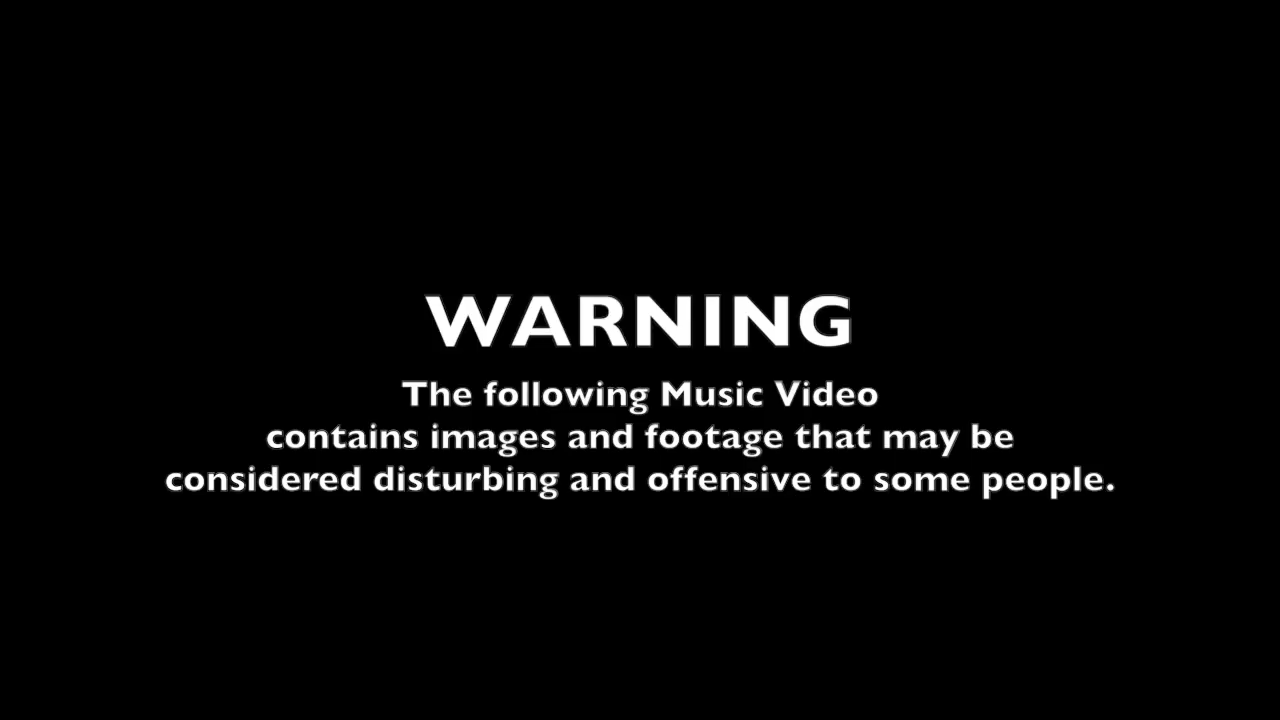 WARNING
The following Music Video
contains images and footage that may be
considered disturbing and offensive to some people.